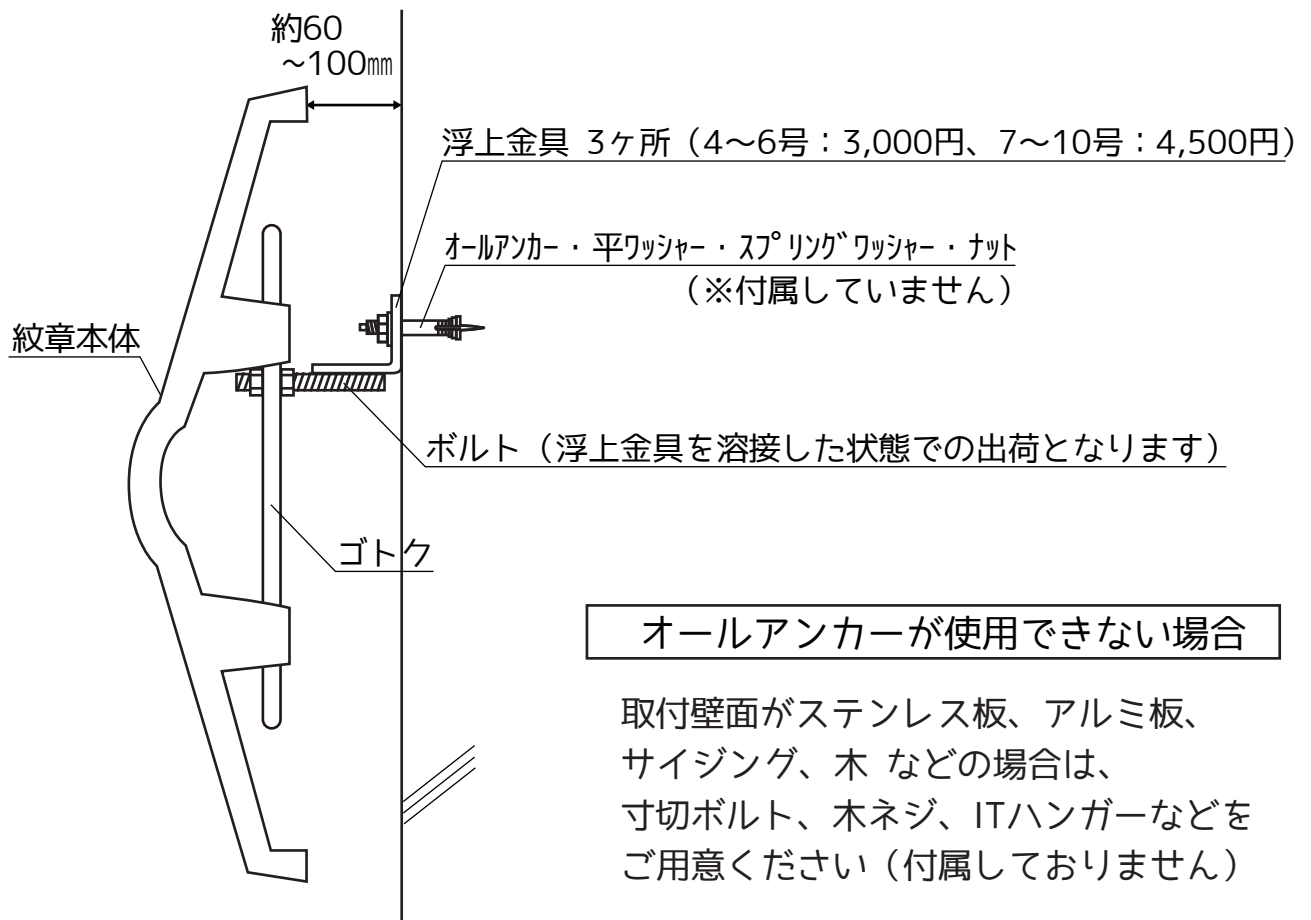 約60
～100㎜
浮上金具 3ヶ所（4～6号：3,000円、7～10号：4,500円）
ｵｰﾙｱﾝｶｰ・平ﾜｯｼｬｰ・ｽﾌﾟﾘﾝｸﾞﾜｯｼｬｰ・ﾅｯﾄ
（※付属していません）
紋章本体
ボルト（浮上金具を溶接した状態での出荷となります）
ゴトク
オールアンカーが使用できない場合
取付壁面がステンレス板、アルミ板、
サイジング、木 などの場合は、
寸切ボルト、木ネジ、ITハンガーなどを
ご用意ください（付属しておりません）